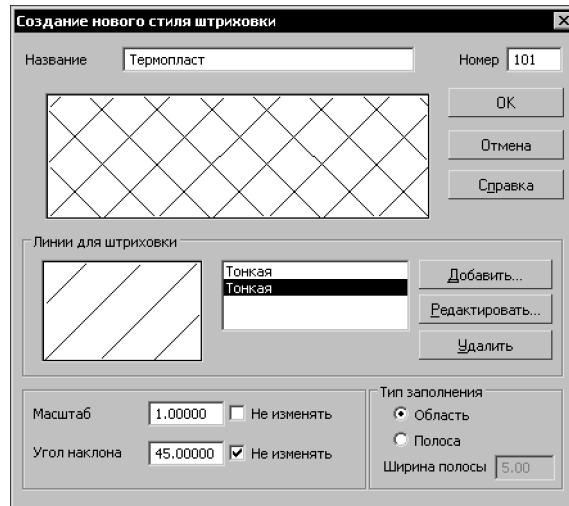 Создание нового стиля штриховки
Название Термопласт Номер 101
OK
Отмена
Справка
Линии для штриховки
Тонкая
Тонкая
Добавить...
Редактировать...
Удалить
Масштаб 1.00000 Не изменять
Угол наклона 45.00000 Не изменять
Тип заполнения
Область
Полоса
Ширина полосы 5.00